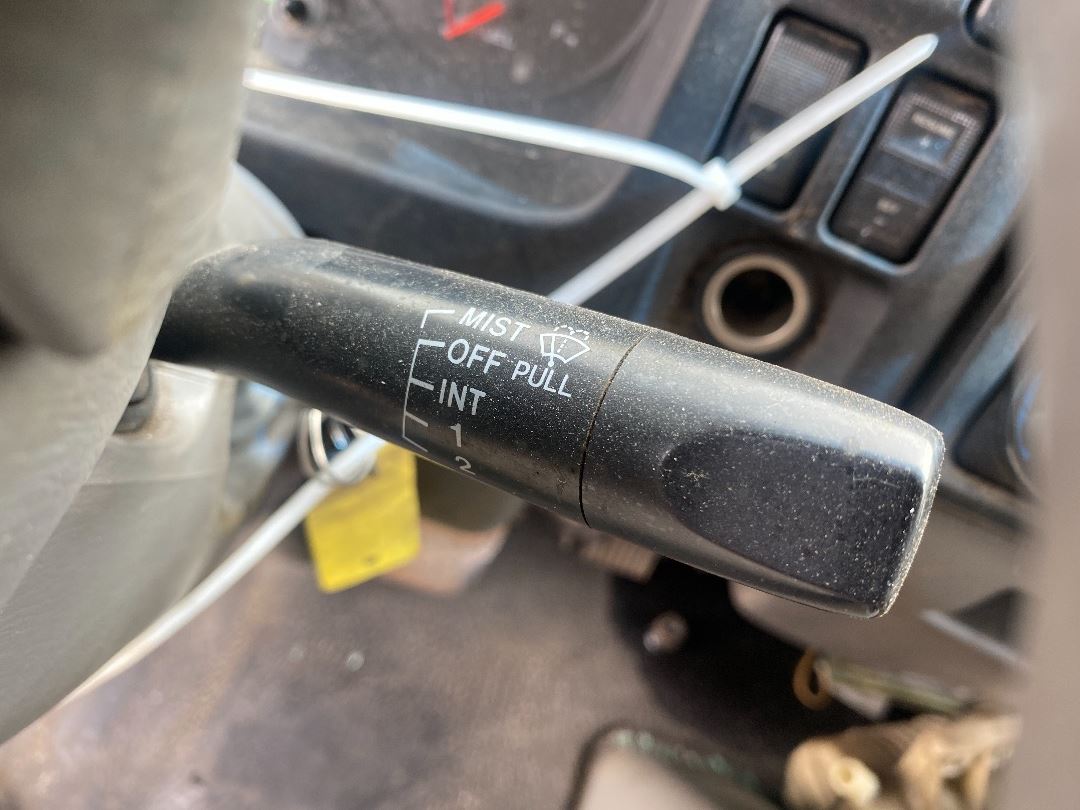 MIST
OFF PULL
INT
1
2